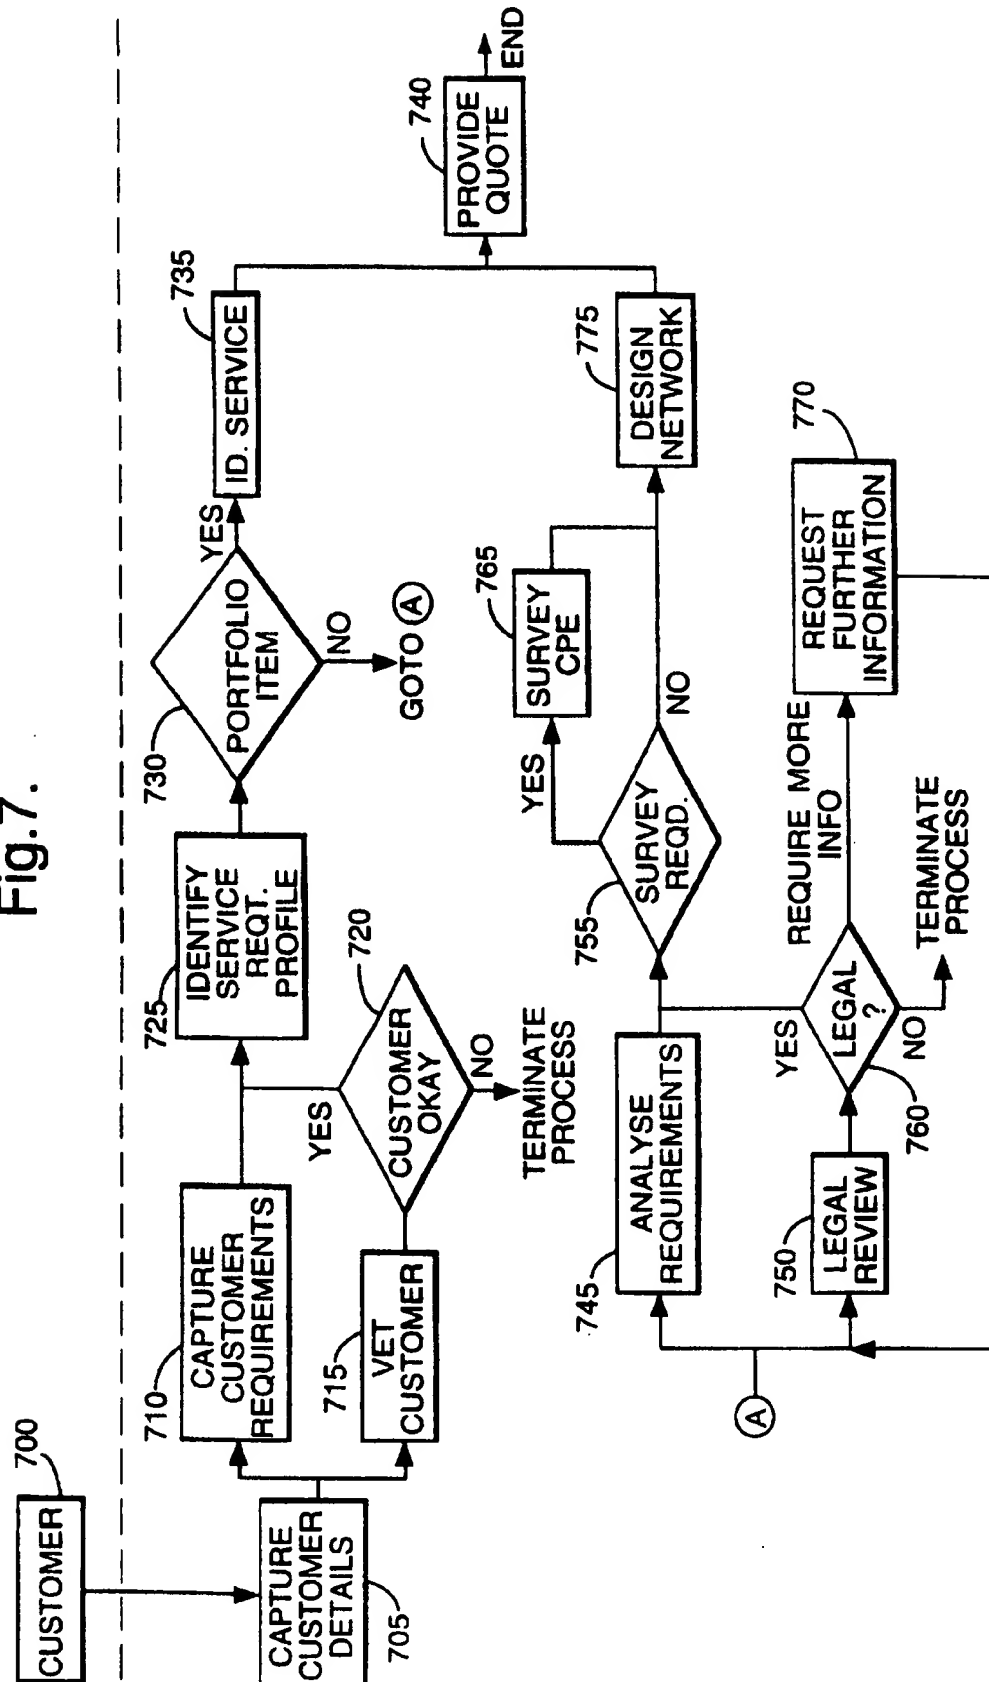 Fig.7.
CUSTOMER
700
CAPTURE
CUSTOMER
DETAILS
705
710
CAPTURE
CUSTOMER
REQUIREMENTS
715
VET
CUSTOMER
720
CUSTOMER
OKAY
YES
NO
TERMINATE
PROCESS
725
IDENTIFY
SERVICE
REQT.
PROFILE
730
PORTFOLIO
ITEM
YES
NO
GOTO A
735
ID. SERVICE
740
PROVIDE
QUOTE
END
A
745
ANALYSE
REQUIREMENTS
750
LEGAL
REVIEW
755
SURVEY
REQD.
YES
NO
765
SURVEY
CPE
775
DESIGN
NETWORK
760
LEGAL
?
YES
NO
TERMINATE
PROCESS
REQUIRE MORE
INFO
770
REQUEST
FURTHER
INFORMATION